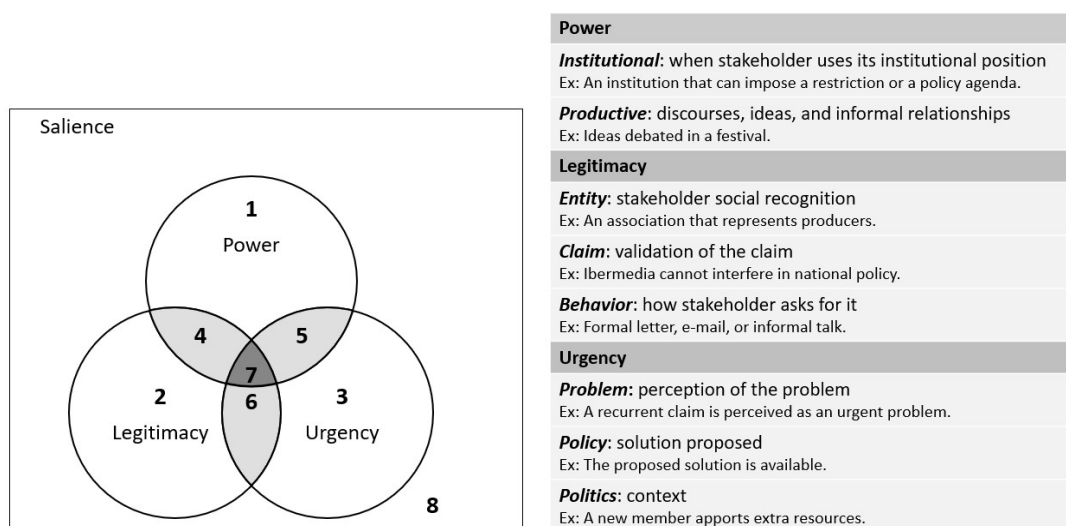 Salience
1
Power
4
5
7
2
6
3
Legitimacy
Urgency
8
Power
Institutional: when stakeholder uses its institutional position
Ex: An institution that can impose a restriction or a policy agenda.
Productive: discourses, ideas, and informal relationships
Ex: Ideas debated in a festival.
Legitimacy
Entity: stakeholder social recognition
Ex: An association that represents producers.
Claim: validation of the claim
Ex: Ibermedia cannot interfere in national policy.
Behavior: how stakeholder asks for it
Ex: Formal letter, e-mail, or informal talk.
Urgency
Problem: perception of the problem
Ex: A recurrent claim is perceived as an urgent problem.
Policy: solution proposed
Ex: The proposed solution is available.
Politics: context
Ex: A new member apports extra resources.